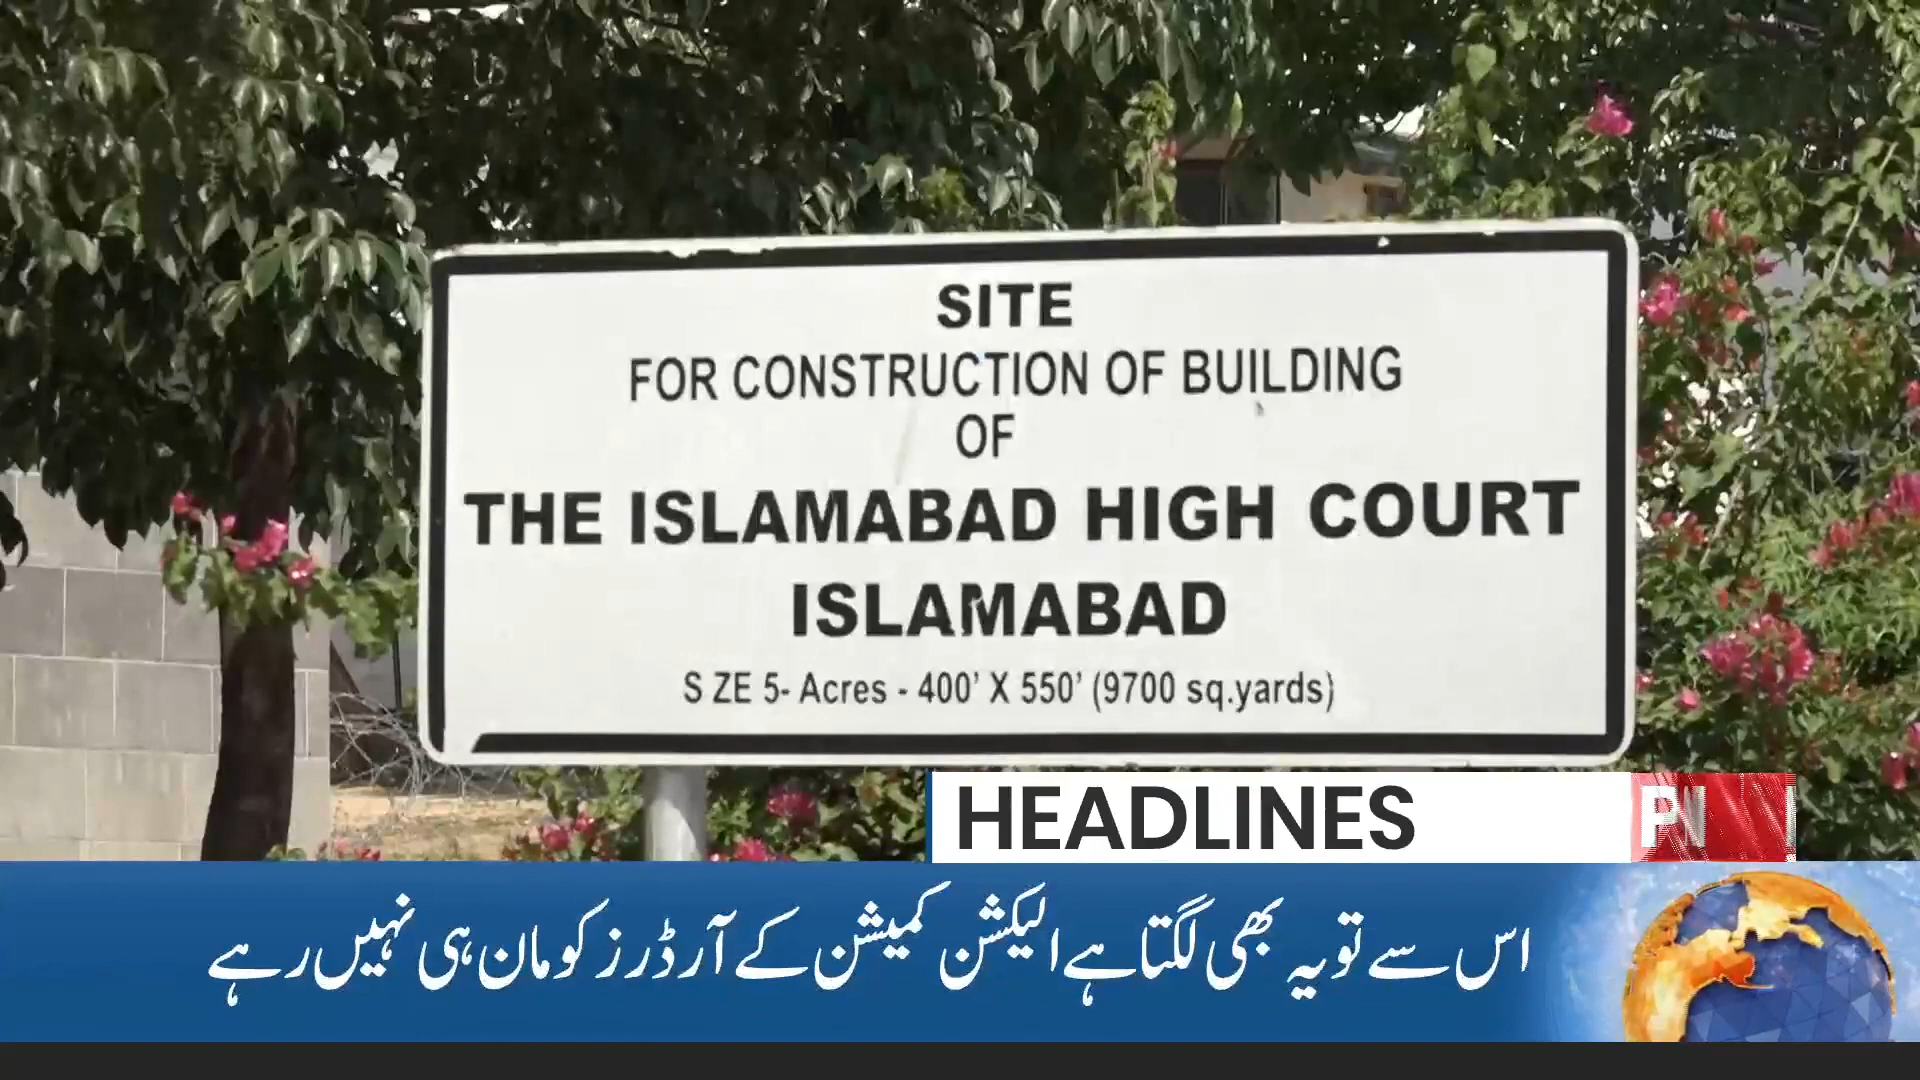 SITE
FOR CONSTRUCTION OF BUILDING
OF
THE ISLAMABAD HIGH COURT
ISLAMABAD
S ZE 5- Acres - 400' X 550' (9700 sq.yards)
HEADLINES
PN
اس سے تو یہ بھی لگتا ہے الیکشن کمیشن کے آرڈرز کو مان ہی نہیں رہے